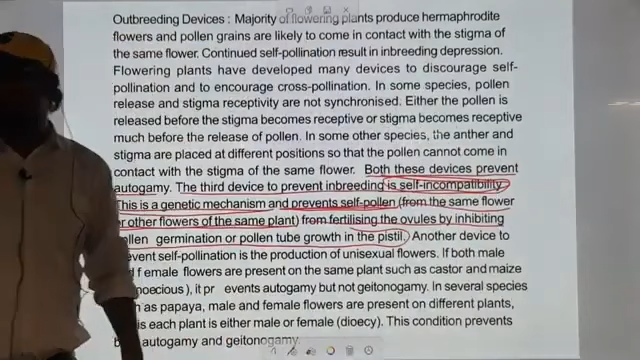 Outbreeding Devices : Majority of flowering plants produce hermaphrodite
flowers and pollen grains are likely to come in contact with the stigma of
the same flower. Continued self-pollination result in inbreeding depression.
Flowering plants have developed many devices to discourage self-
pollination and to encourage cross-pollination. In some species, pollen
release and stigma receptivity are not synchronised. Either the pollen is
released before the stigma becomes receptive or stigma becomes receptive
much before the release of pollen. In some other species, the anther and
stigma are placed at different positions so that the pollen cannot come in
contact with the stigma of the same flower. Both these devices prevent
autogamy. The third device to prevent inbreeding is self-incompatibility.
This is a genetic mechanism and prevents self-pollen (from the same flower
or other flowers of the same plant) from fertilising the ovules by inhibiting
pollen germination or pollen tube growth in the pistil. Another device to
event self-pollination is the production of unisexual flowers. If both male
f emale flowers are present on the same plant such as castor and maize
oecious), it pr events autogamy but not geitonogamy. In several species
as papaya, male and female flowers are present on different plants,
is each plant is either male or female (dioecy). This condition prevents
autogamy and geitonogamy.